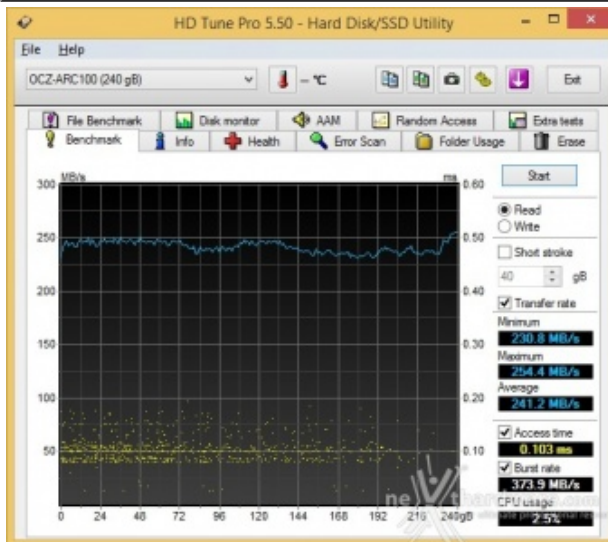 HD Tune Pro 5.50 - Hard Disk/SSD Utility
File Help
OCZ-ARC100 (240 gB)
– °C
Exit
File Benchmark Disk monitor AAM Random Access Extra tests
Benchmark Info Health Error Scan Folder Usage Erase
MB/s ms
300 0.60
250 0.50
200 0.40
150 0.30
100 0.20
50 0.10
0 24 48 72 96 120 144 168 192 216 240gB
Start
Read
Write
Short stroke
40 gB
Transfer rate
Minimum
230.8 MB/s
Maximum
254.4 MB/s
Average
241.2 MB/s
Access time
0.103 ms
Burst rate
373.9 MB/s
CPU usage
2.5%